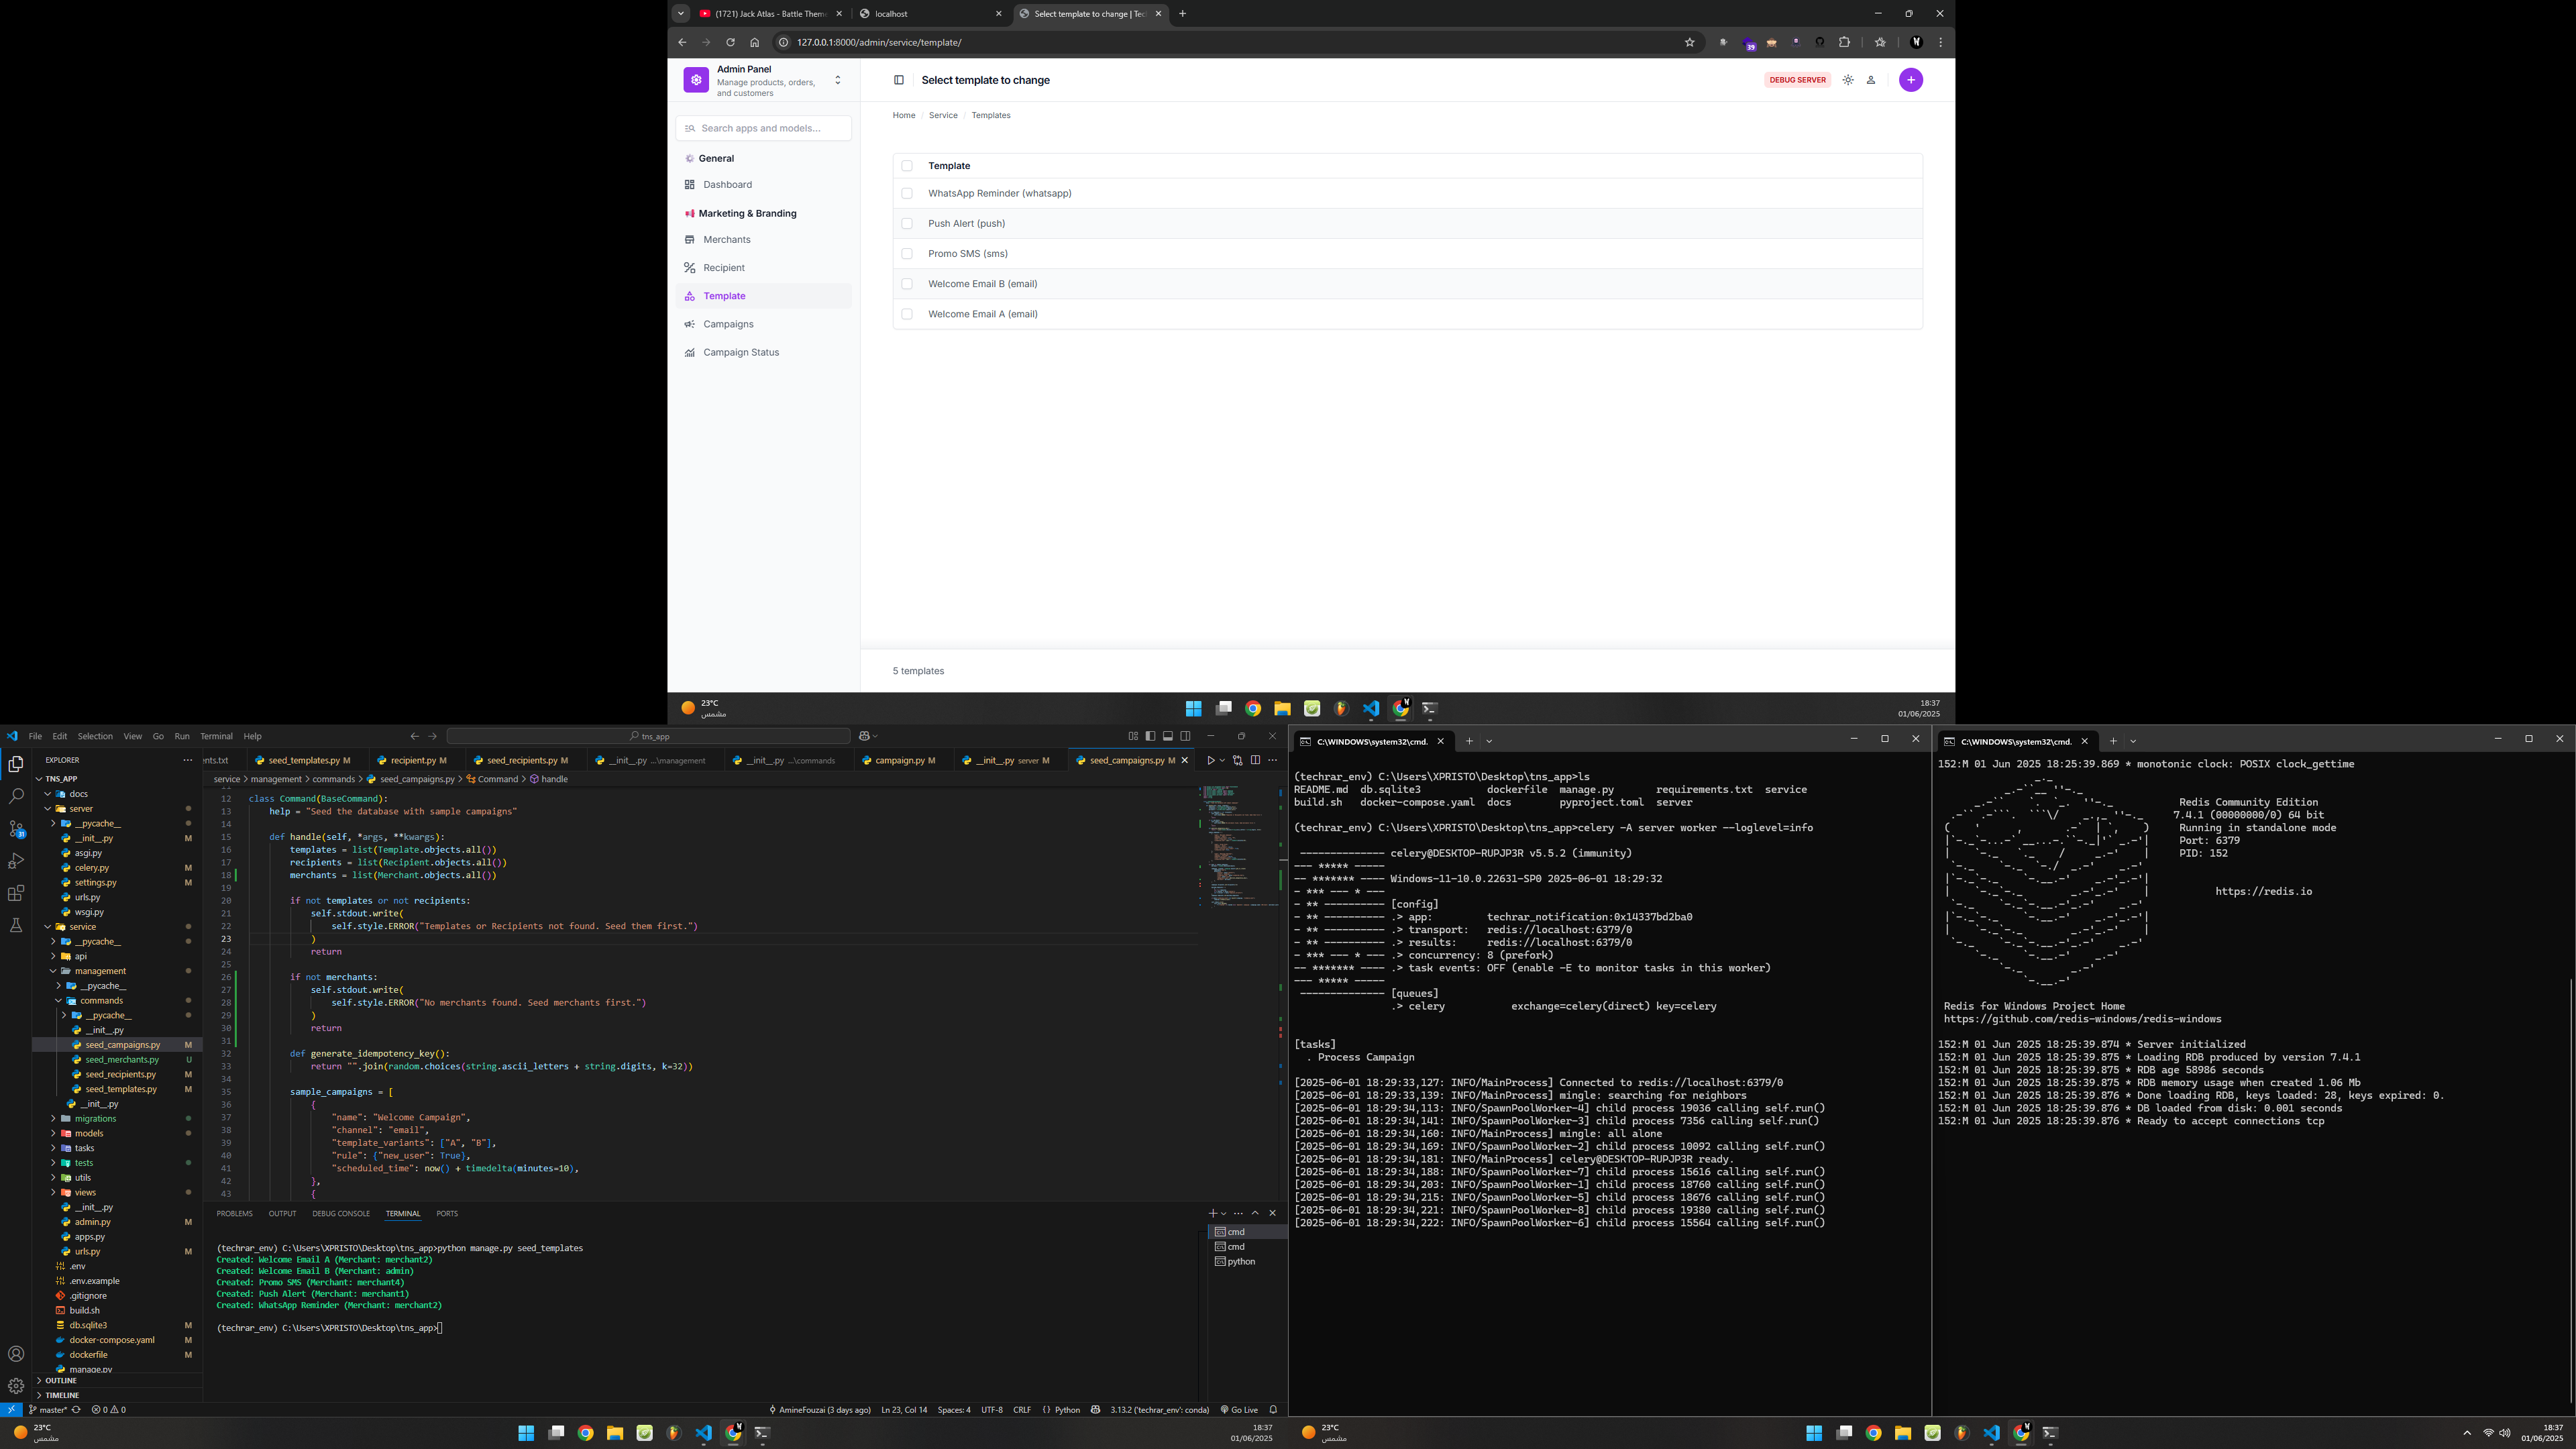 (1721) Jack Atlas - Battle Them
localhost
Select template to change | Tec
127.0.0.1:8000/admin/service/template/
39
Admin Panel
Manage products, orders,
and customers
Select template to change
DEBUG SERVER
Home / Service / Templates
Search apps and models...
General
Dashboard
Marketing & Branding
Merchants
Recipient
Template
Campaigns
Campaign Status
Template
WhatsApp Reminder (whatsapp)
Push Alert (push)
Promo SMS (sms)
Welcome Email B (email)
Welcome Email A (email)
5 templates
23°C
مشمس
18:37
01/06/2025
File Edit Selection View Go Run Terminal Help
tns_app
EXPLORER
TNS_APP
docs
server
__pycache__
__init__.py M
asgi.py
celery.py M
settings.py M
urls.py
wsgi.py
service
__pycache__
api
management
__pycache__
commands
__pycache__
__init__.py
seed_campaigns.py M
seed_merchants.py U
seed_recipients.py M
seed_templates.py M
__init__.py
migrations
models
tasks
tests
utils
views
__init__.py
admin.py M
apps.py
urls.py M
.env
.env.example
.gitignore
build.sh
db.sqlite3 M
docker-compose.yaml M
dockerfile M
manage.py
OUTLINE
TIMELINE
31
ents.txt seed_templates.py M recipient.py M seed_recipients.py M __init__.py ...\management __init__.py ...\commands campaign.py M __init__.py server M seed_campaigns.py M
service > management > commands > seed_campaigns.py > Command > handle
12 class Command(BaseCommand):
13 help = "Seed the database with sample campaigns"
14
15 def handle(self, *args, **kwargs):
16 templates = list(Template.objects.all())
17 recipients = list(Recipient.objects.all())
18 merchants = list(Merchant.objects.all())
19
20 if not templates or not recipients:
21 self.stdout.write(
22 self.style.ERROR("Templates or Recipients not found. Seed them first.")
23 )
24 return
25
26 if not merchants:
27 self.stdout.write(
28 self.style.ERROR("No merchants found. Seed merchants first.")
29 )
30 return
31
32 def generate_idempotency_key():
33 return "".join(random.choices(string.ascii_letters + string.digits, k=32))
34
35 sample_campaigns = [
36 {
37 "name": "Welcome Campaign",
38 "channel": "email",
39 "template_variants": ["A", "B"],
40 "rule": {"new_user": True},
41 "scheduled_time": now() + timedelta(minutes=10),
42 },
43 {
PROBLEMS OUTPUT DEBUG CONSOLE TERMINAL PORTS
(techrar_env) C:\Users\XPRISTO\Desktop\tns_app>python manage.py seed_templates
Created: Welcome Email A (Merchant: merchant2)
Created: Welcome Email B (Merchant: admin)
Created: Promo SMS (Merchant: merchant4)
Created: Push Alert (Merchant: merchant1)
Created: WhatsApp Reminder (Merchant: merchant2)
(techrar_env) C:\Users\XPRISTO\Desktop\tns_app>
cmd
cmd
python
master* 0 0 AmineFouzai (3 days ago) Ln 23, Col 14 Spaces: 4 UTF-8 CRLF {} Python 3.13.2 ('techrar_env': conda) Go Live
23°C
مشمس
18:37
01/06/2025
C:\WINDOWS\system32\cmd.
(techrar_env) C:\Users\XPRISTO\Desktop\tns_app>ls
README.md db.sqlite3 dockerfile manage.py requirements.txt service
build.sh docker-compose.yaml docs pyproject.toml server
(techrar_env) C:\Users\XPRISTO\Desktop\tns_app>celery -A server worker --loglevel=info
-------------- celery@DESKTOP-RUPJP3R v5.5.2 (immunity)
--- ***** -----
-- ******* ---- Windows-11-10.0.22631-SP0 2025-06-01 18:29:32
- *** --- * ---
- ** ---------- [config]
- ** ---------- .> app: techrar_notification:0x14337bd2ba0
- ** ---------- .> transport: redis://localhost:6379/0
- ** ---------- .> results: redis://localhost:6379/0
- *** --- * --- .> concurrency: 8 (prefork)
-- ******* ---- .> task events: OFF (enable -E to monitor tasks in this worker)
--- ***** -----
-------------- [queues]
.> celery exchange=celery(direct) key=celery
[tasks]
. Process Campaign
[2025-06-01 18:29:33,127: INFO/MainProcess] Connected to redis://localhost:6379/0
[2025-06-01 18:29:33,139: INFO/MainProcess] mingle: searching for neighbors
[2025-06-01 18:29:34,113: INFO/SpawnPoolWorker-4] child process 19036 calling self.run()
[2025-06-01 18:29:34,141: INFO/SpawnPoolWorker-3] child process 7356 calling self.run()
[2025-06-01 18:29:34,160: INFO/MainProcess] mingle: all alone
[2025-06-01 18:29:34,169: INFO/SpawnPoolWorker-2] child process 10092 calling self.run()
[2025-06-01 18:29:34,181: INFO/MainProcess] celery@DESKTOP-RUPJP3R ready.
[2025-06-01 18:29:34,188: INFO/SpawnPoolWorker-7] child process 15616 calling self.run()
[2025-06-01 18:29:34,203: INFO/SpawnPoolWorker-1] child process 18760 calling self.run()
[2025-06-01 18:29:34,215: INFO/SpawnPoolWorker-5] child process 18676 calling self.run()
[2025-06-01 18:29:34,221: INFO/SpawnPoolWorker-8] child process 19380 calling self.run()
[2025-06-01 18:29:34,222: INFO/SpawnPoolWorker-6] child process 15564 calling self.run()
C:\WINDOWS\system32\cmd.
152:M 01 Jun 2025 18:25:39.869 * monotonic clock: POSIX clock_gettime
Redis Community Edition
7.4.1 (00000000/0) 64 bit
Running in standalone mode
Port: 6379
PID: 152
https://redis.io
Redis for Windows Project Home
https://github.com/redis-windows/redis-windows
152:M 01 Jun 2025 18:25:39.874 * Server initialized
152:M 01 Jun 2025 18:25:39.875 * Loading RDB produced by version 7.4.1
152:M 01 Jun 2025 18:25:39.875 * RDB age 58986 seconds
152:M 01 Jun 2025 18:25:39.875 * RDB memory usage when created 1.06 Mb
152:M 01 Jun 2025 18:25:39.876 * Done loading RDB, keys loaded: 28, keys expired: 0.
152:M 01 Jun 2025 18:25:39.876 * DB loaded from disk: 0.001 seconds
152:M 01 Jun 2025 18:25:39.876 * Ready to accept connections tcp
23°C
مشمس
18:37
01/06/2025